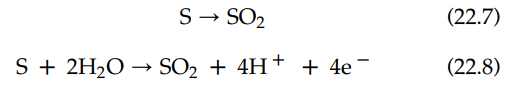 S → SO₂ (22.7)
S + 2H₂O → SO₂ + 4H⁺ + 4e⁻ (22.8)